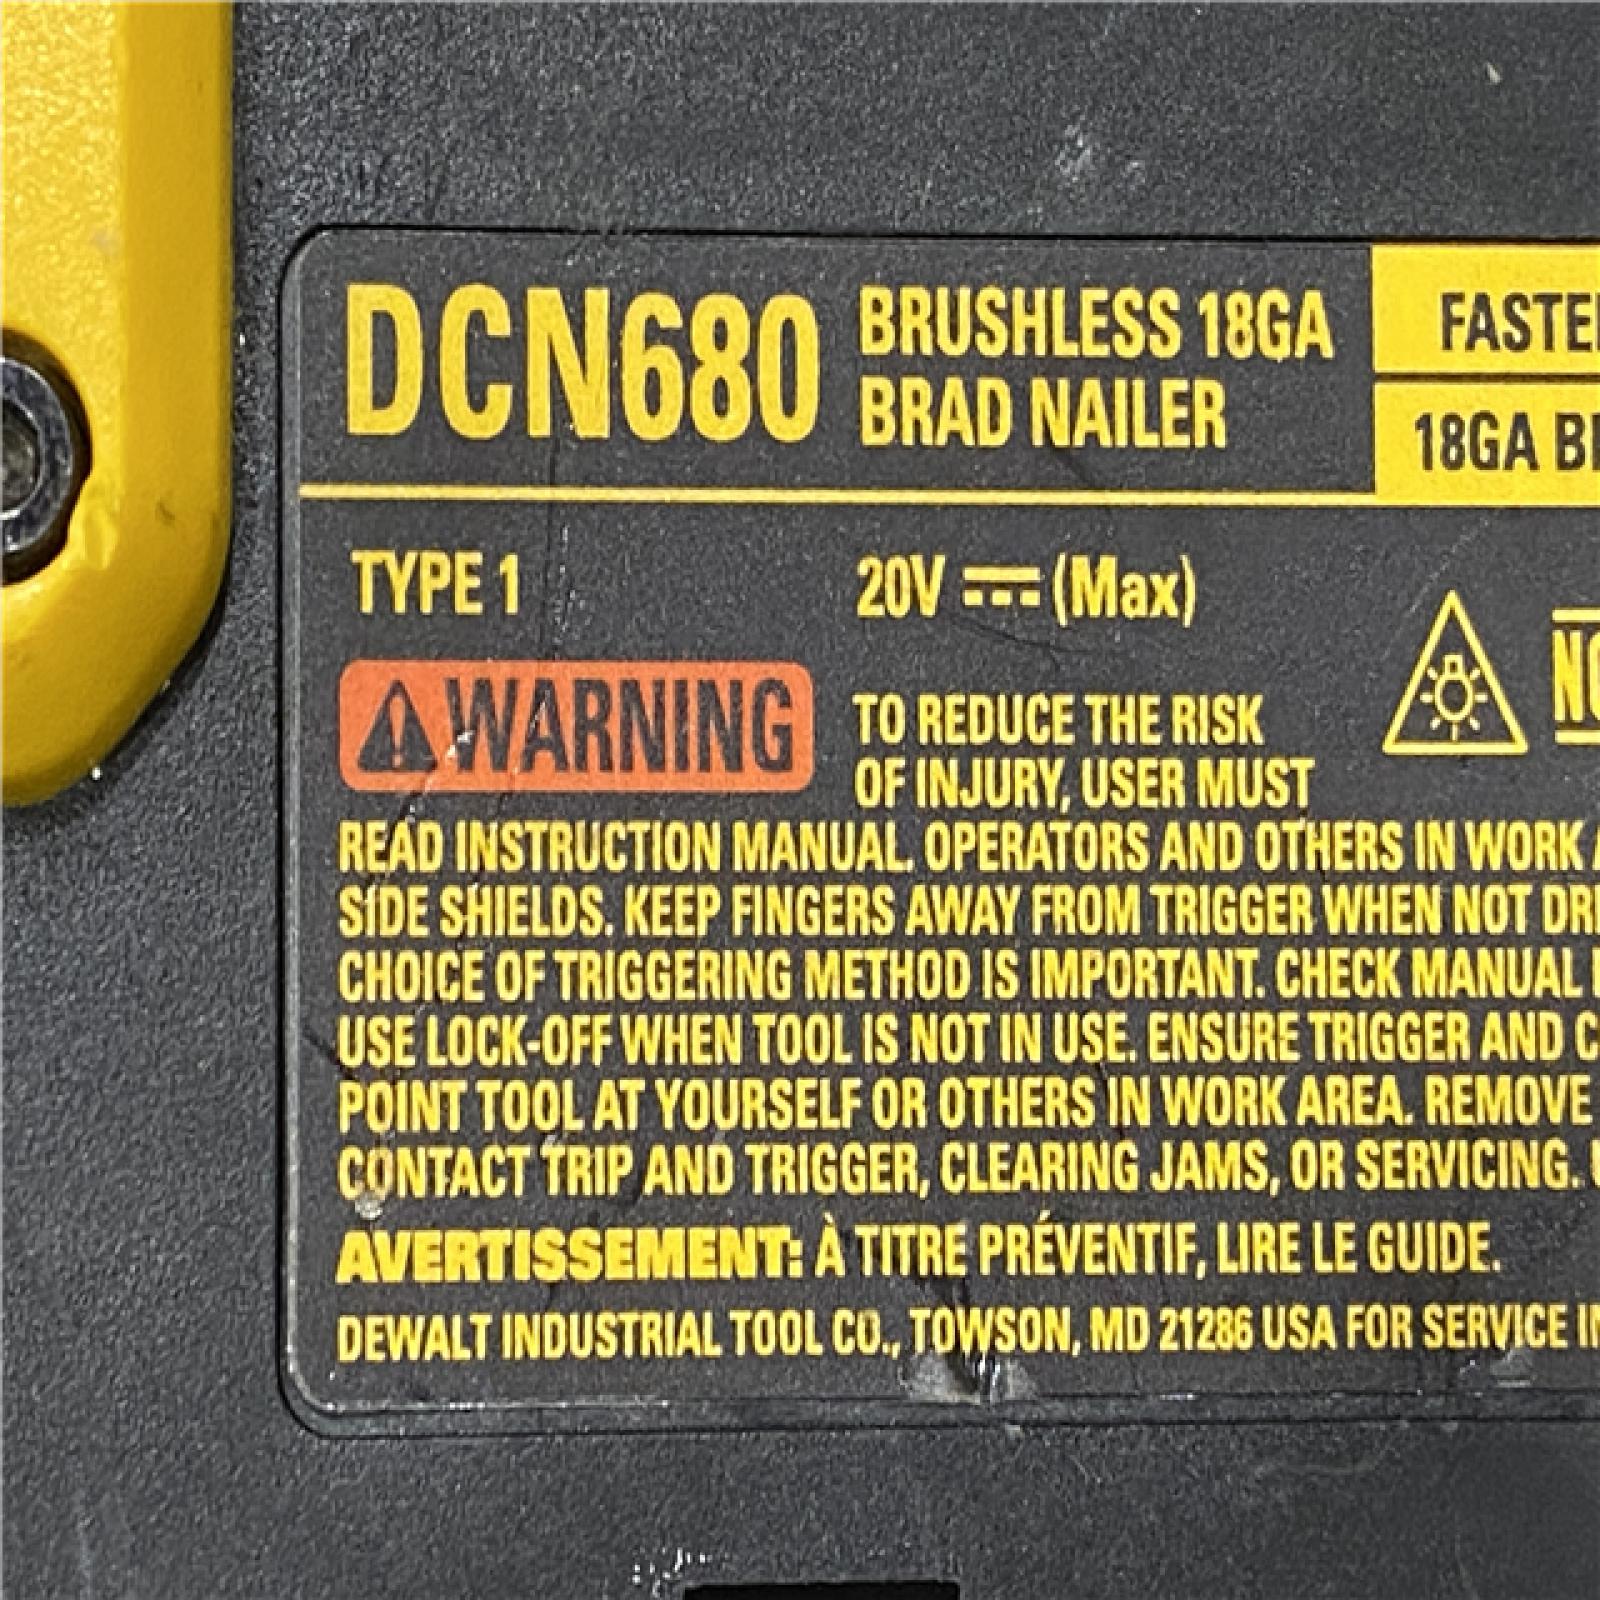 DCN680 BRUSHLESS 18GA
BRAD NAILER
18GA
TYPE 1 20V (Max)
WARNING
TO REDUCE THE RISK
OF INJURY, USER MUST
READ INSTRUCTION MANUAL. OPERATORS AND OTHERS IN WORK
SIDE SHIELDS. KEEP FINGERS AWAY FROM TRIGGER WHEN NOT
CHOICE OF TRIGGERING METHOD IS IMPORTANT. CHECK MANUAL
USE LOCK-OFF WHEN TOOL IS NOT IN USE. ENSURE TRIGGER AND
POINT TOOL AT YOURSELF OR OTHERS IN WORK AREA. REMOVE
CONTACT TRIP AND TRIGGER, CLEARING JAMS, OR SERVICING.
AVERTISSEMENT: À TITRE PRÉVENTIF, LIRE LE GUIDE.
DEWALT INDUSTRIAL TOOL CO., TOWSON, MD 21286 USA FOR SERVICE